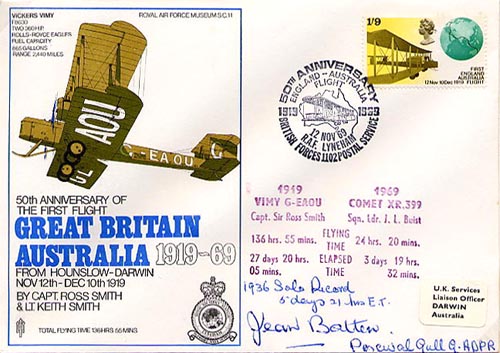 VICKERS VIMY
F8630
TWO 360 H.P.
ROLLS-ROYCE EAGLES
FUEL CAPACITY
865 GALLONS
RANGE 2,440 MILES
ROYAL AIR FORCE MUSEUM S.C.11
G-EAOU
G
50th ANNIVERSARY OF
THE FIRST FLIGHT
GREAT BRITAIN
AUSTRALIA 1919-69
FROM HOUNSLOW-DARWIN
NOV 12th-DEC 10th 1919
BY CAPT. ROSS SMITH
& LT. KEITH SMITH
TOTAL FLYING TIME 136HRS 55 MINS
1/9
FIRST
ENGLAND
AUSTRALIA
FLIGHT
12 Nov 10 Dec 1919
50TH ANNIVERSARY
ENGLAND-AUSTRALIA
FLIGHT
1919 1969
12 NOV 69
R.A.F. LYNEHAM
BRITISH FORCES 1102 POSTAL SERVICE
1919 1969
VIMY G-EAOU COMET XR.399
Capt. Sir Ross Smith Sqn. Ldr. J. L. Beist
136 hrs. 55 mins. FLYING TIME 24 hrs. 20 mins.
27 days 20 hrs. 05 mins. ELAPSED TIME 3 days 19 hrs. 32 mins.
1936 Solo Record
5 days 21 hrs E.T.
Jean Batten
Percival Gull G-ADPR
U.K. Services
Liaison Officer
DARWIN
Australia